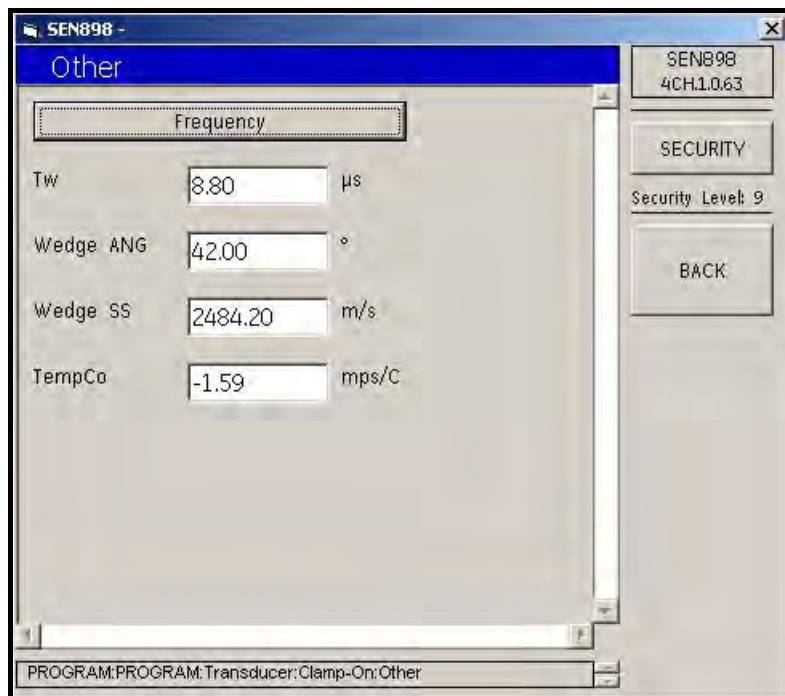 SEN898 -
Other
Frequency
Tw 8.80 µs
Wedge ANG 42.00 °
Wedge SS 2484.20 m/s
TempCo -1.59 mps/C
SEN898
4CH.1.0.63
SECURITY
Security Level: 9
BACK
PROGRAM:PROGRAM:Transducer:Clamp-On:Other